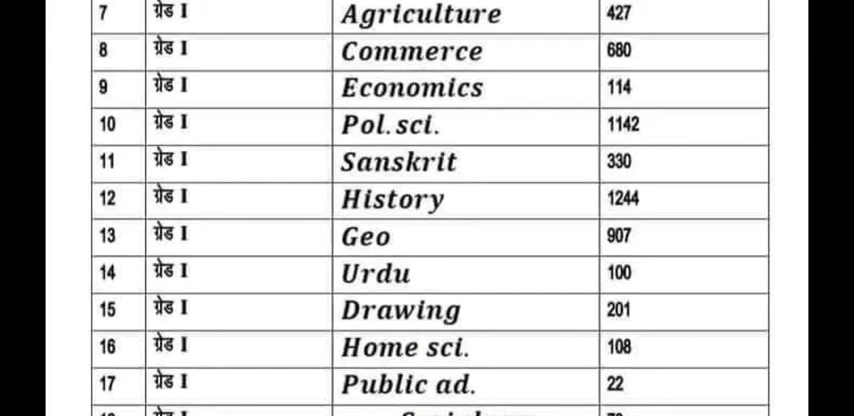 7 ग्रेड I Agriculture 427
8 ग्रेड I Commerce 680
9 ग्रेड I Economics 114
10 ग्रेड I Pol.sci. 1142
11 ग्रेड I Sanskrit 330
12 ग्रेड I History 1244
13 ग्रेड I Geo 907
14 ग्रेड I Urdu 100
15 ग्रेड I Drawing 201
16 ग्रेड I Home sci. 108
17 ग्रेड I Public ad. 22